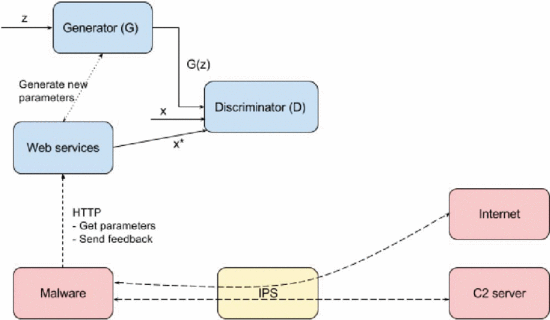 z
Generator (G)
G(z)
Generate new
parameters
x
Discriminator (D)
x*
Web services
HTTP
- Get parameters
- Send feedback
Internet
Malware
IPS
C2 server